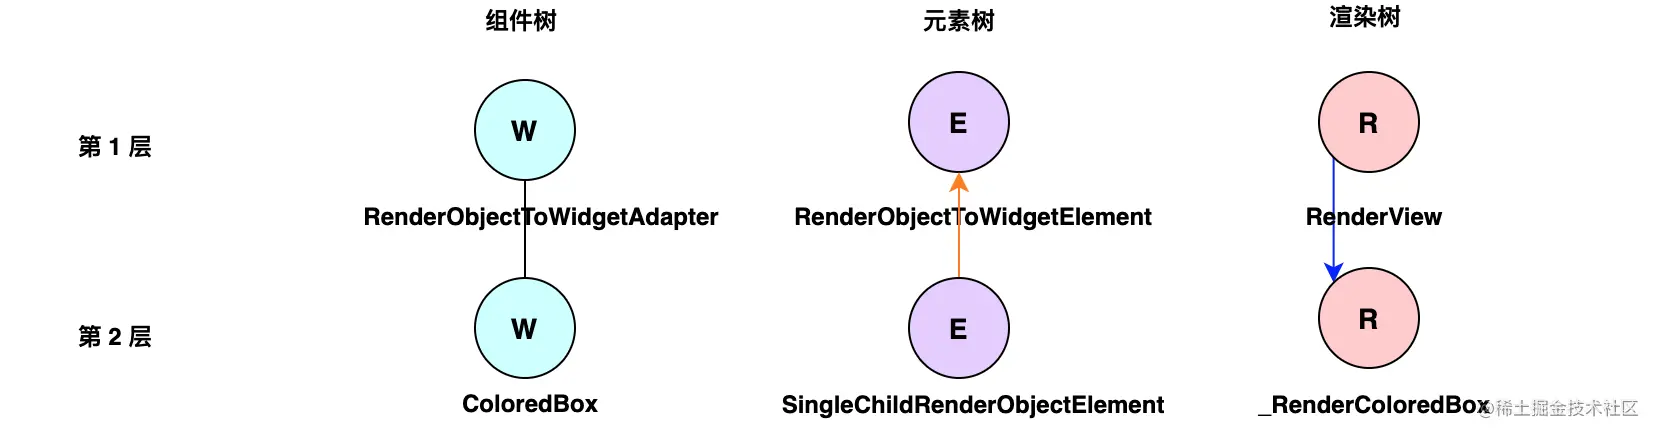 组件树 元素树 渲染树
第 1 层 W E R
RenderObjectToWidgetAdapter RenderObjectToWidgetElement RenderView
第 2 层 W E R
ColoredBox SingleChildRenderObjectElement _RenderColoredBox
@稀土掘金技术社区